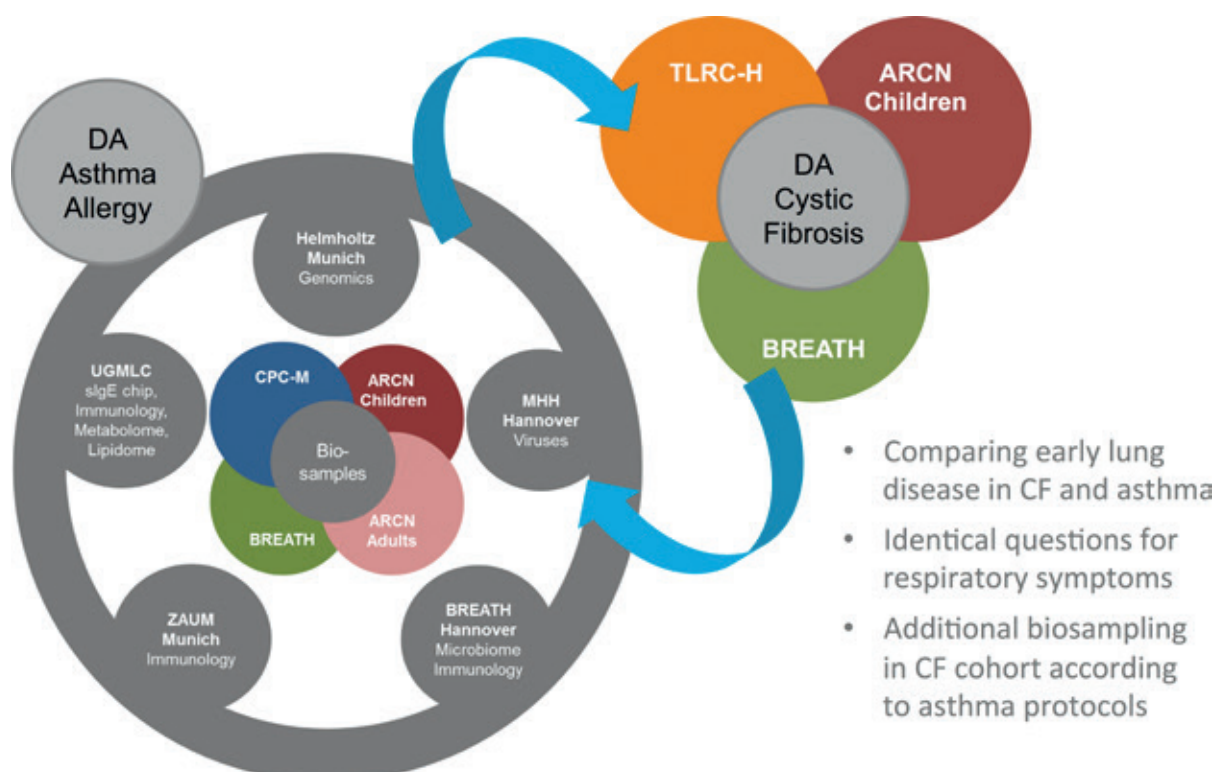 DA
Asthma
Allergy
Helmholtz
Munich
Genomics
UGMLC
sIgE chip,
Immunology,
Metabolome,
Lipidome
CPC-M
ARCN
Children
Bio-
samples
BREATH
ARCN
Adults
MHH
Hannover
Viruses
ZAUM
Munich
Immunology
BREATH
Hannover
Microbiome
Immunology
TLRC-H
ARCN
Children
DA
Cystic
Fibrosis
BREATH
• Comparing early lung
disease in CF and asthma
• Identical questions for
respiratory symptoms
• Additional biosampling
in CF cohort according
to asthma protocols